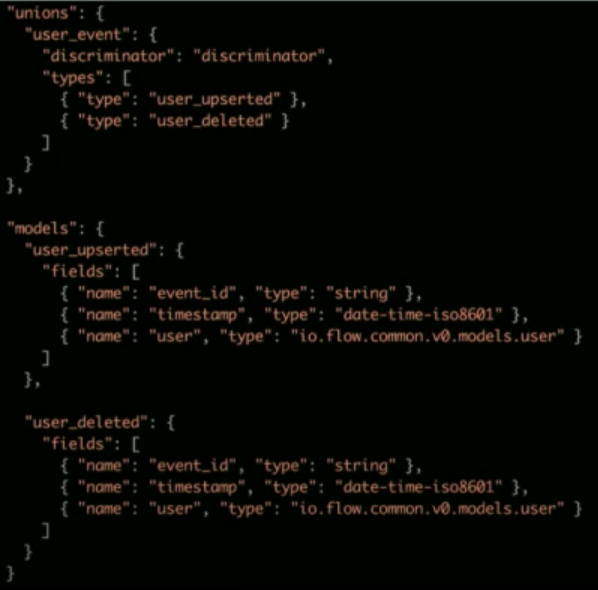 "unions": {
  "user_event": {
    "discriminator": "discriminator",
    "types": [
      { "type": "user_upserted" },
      { "type": "user_deleted" }
    ]
  }
},

"models": {
  "user_upserted": {
    "fields": [
      { "name": "event_id", "type": "string" },
      { "name": "timestamp", "type": "date-time-iso8601" },
      { "name": "user", "type": "io.flow.common.v0.models.user" }
    ]
  },

  "user_deleted": {
    "fields": [
      { "name": "event_id", "type": "string" },
      { "name": "timestamp", "type": "date-time-iso8601" },
      { "name": "user", "type": "io.flow.common.v0.models.user" }
    ]
  }
}